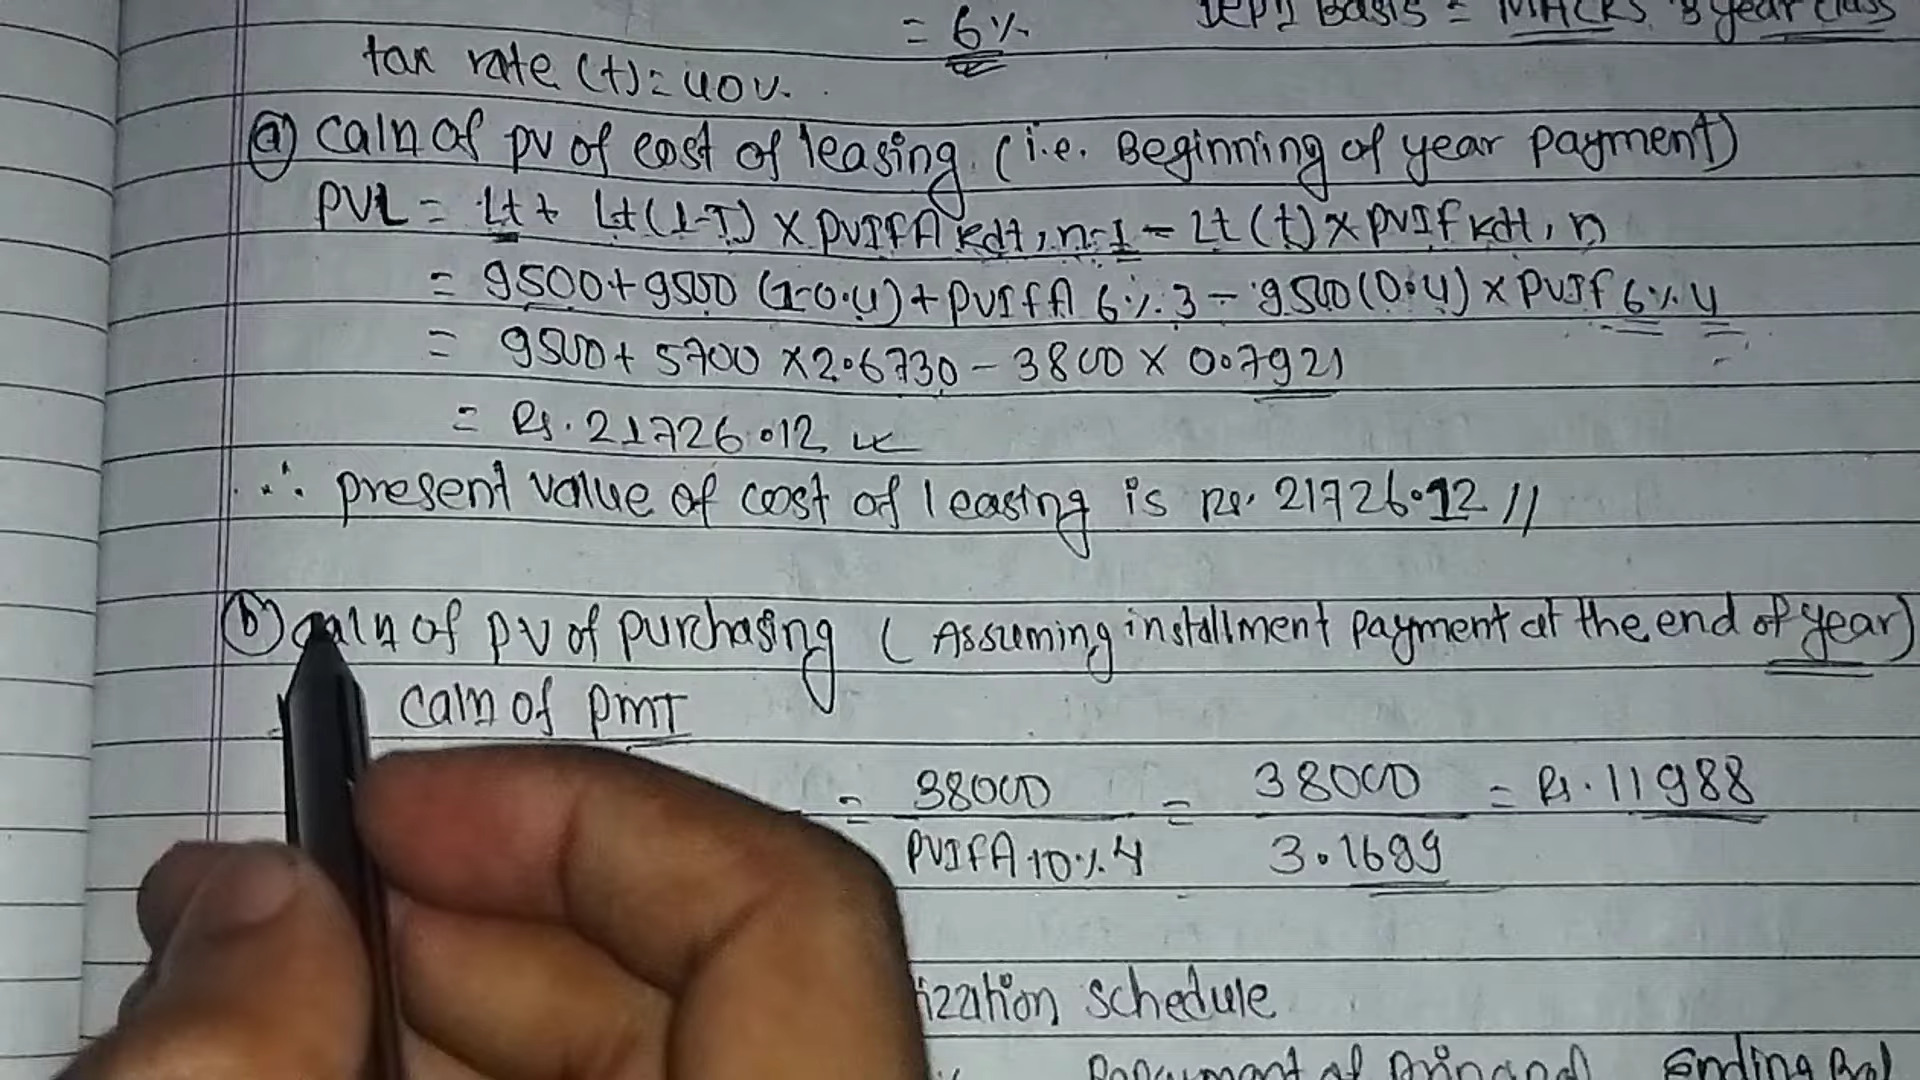 = 6% Depn Basis = MACRS 3 year class
tax rate (t) = 40%.
(a) Caln of PV of cost of leasing. (i.e. Beginning of year payment)
PVL = Lt + Lt(1-T) X PVIFA kdt, n-1 - Lt (t) X PVIF kdt, n
= 9500 + 9500 (1-0.4) + PVIFA 6% 3 - 9500 (0.4) X PVIF 6% 4
= 9500 + 5700 X 2.6730 - 3800 X 0.7921
= Rs. 21726.12
∴ present value of cost of leasing is Rs. 21726.12 //
(b) Caln of PV of purchasing ( Assuming installment payment at the end of year)
Caln of PMT
= 38000 / PVIFA 10% 4 = 38000 / 3.1699 = Rs. 11988
ization schedule
Ending Bal